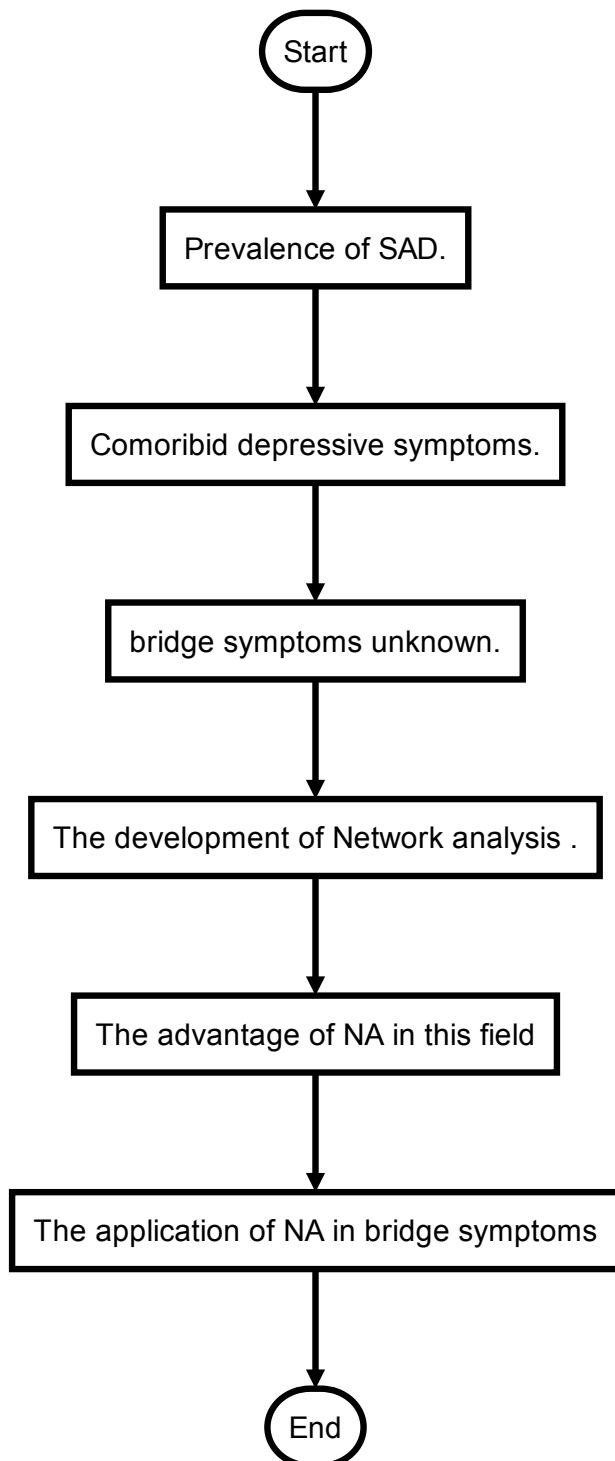 Start
Prevalence of SAD.
Comoribid depressive symptoms.
bridge symptoms unknown.
The development of Network analysis .
The advantage of NA in this field
The application of NA in bridge symptoms
End